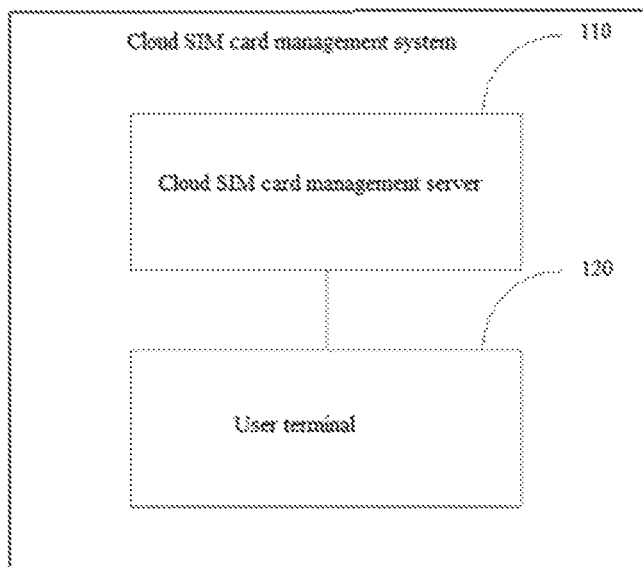 Cloud SIM card management system
110
Cloud SIM card management server
120
User terminal